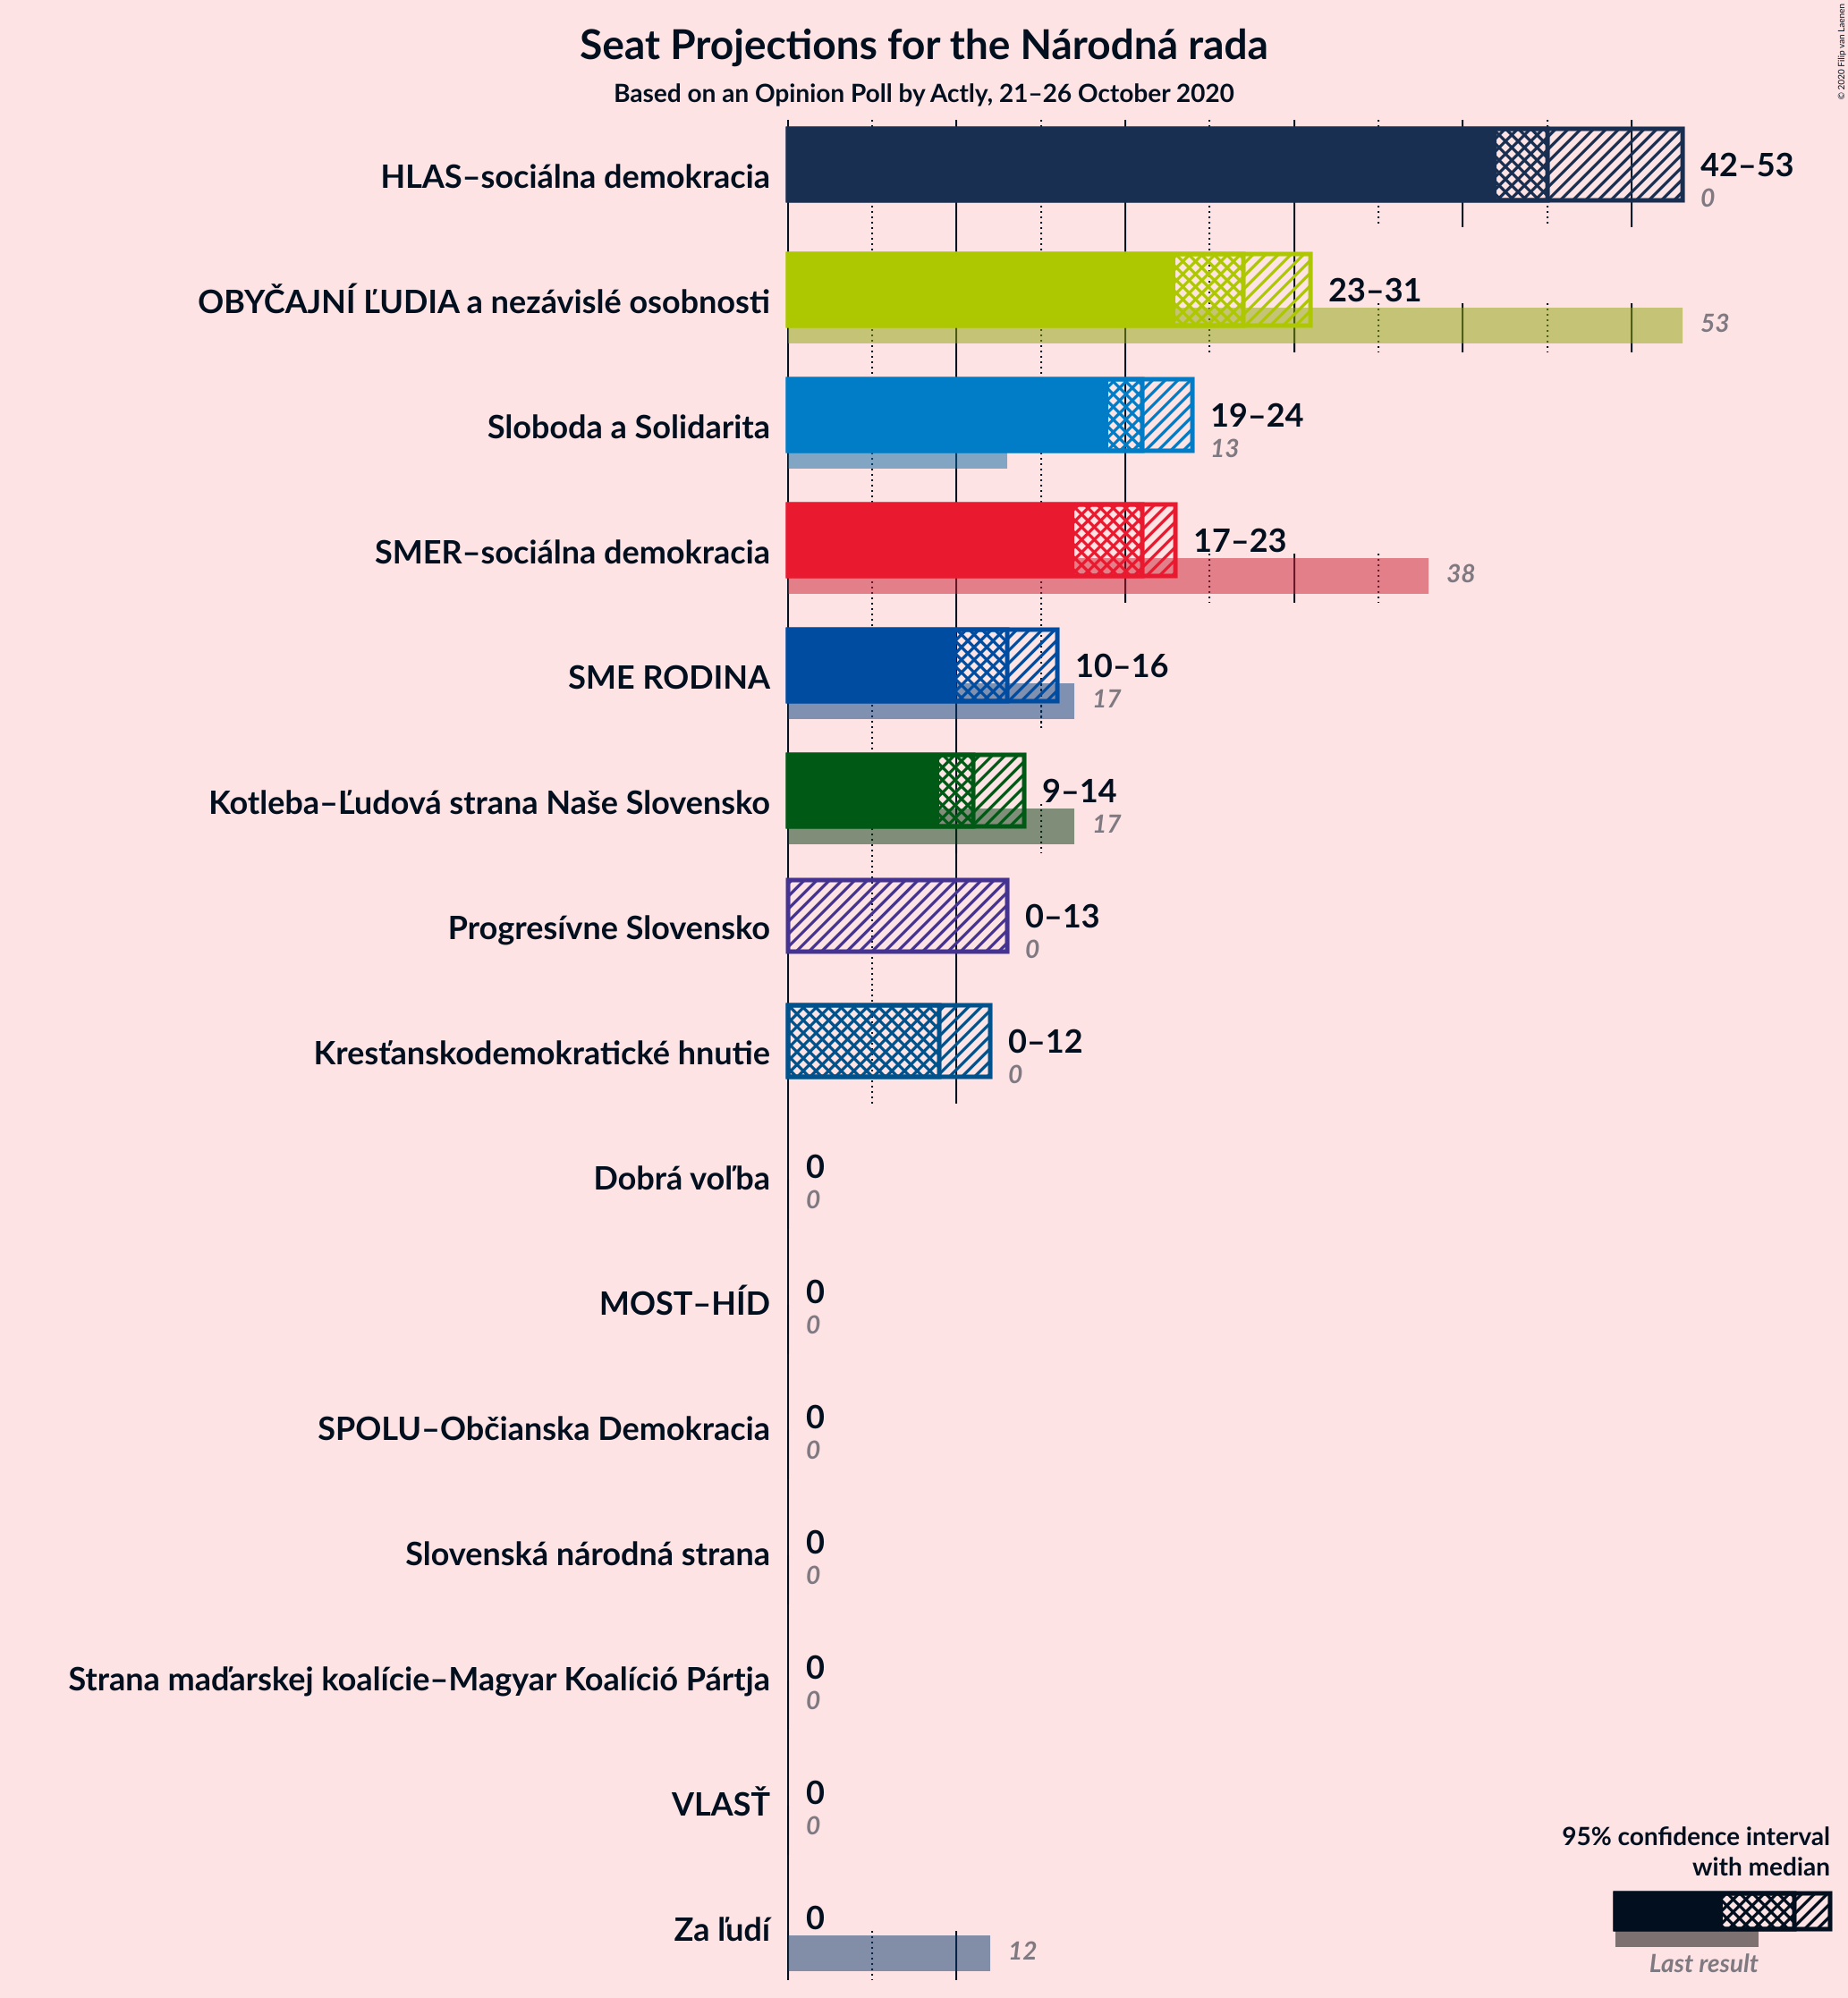 Seat Projections for the Národná rada
Based on an Opinion Poll by Actly, 21–26 October 2020
© 2020 Filip van Laenen
HLAS–sociálna demokracia
42–53
0
OBYČAJNÍ ĽUDIA a nezávislé osobnosti
23–31
53
Sloboda a Solidarita
19–24
13
SMER–sociálna demokracia
17–23
38
SME RODINA
10–16
17
Kotleba–Ľudová strana Naše Slovensko
9–14
17
Progresívne Slovensko
0–13
0
Kresťanskodemokratické hnutie
0–12
0
Dobrá voľba
0
0
MOST–HÍD
0
0
SPOLU–Občianska Demokracia
0
0
Slovenská národná strana
0
0
Strana maďarskej koalície–Magyar Koalíció Pártja
0
0
VLASŤ
0
0
Za ľudí
0
12
95% confidence interval
with median
Last result